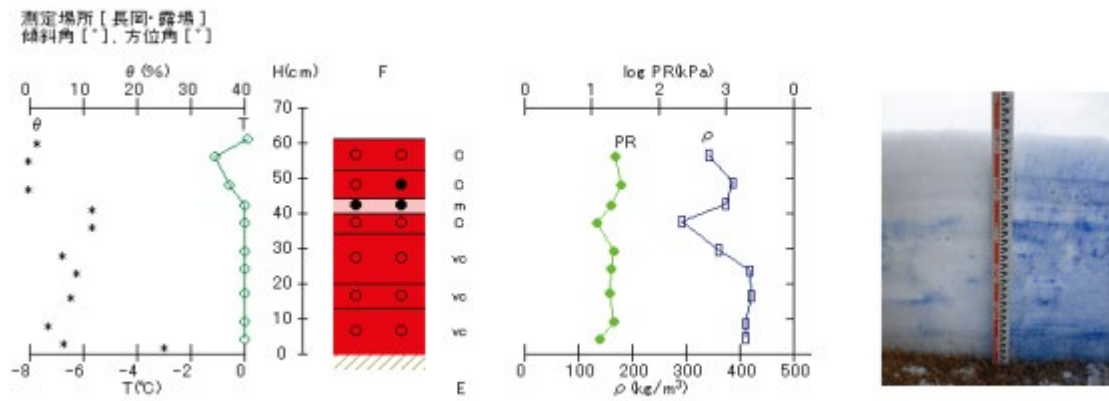 測定場所 [ 長岡・露場 ]
傾斜角 [°], 方位角 [°]
θ (%)
H(cm)
F
log PR(kPa)
0 10 20 30 40
70
0 1 2 3 0
θ
T
60
PR
ρ
O
50
O
40
m
O
30
vc
20
vc
10
vc
0
-8 -6 -4 -2 0
0 100 200 300 400 500
T(℃)
E
ρ (kg/m³)